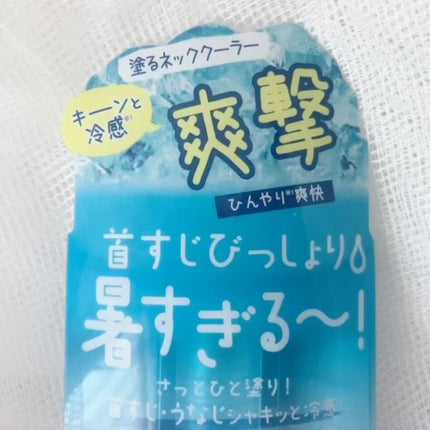 塗るネッククーラー
キーンと
冷感※1
爽撃
ひんやり※1爽快
首すじびっしょり
暑すぎる〜!
さっとひと塗り!
首すじ・うなじシャキッと冷感